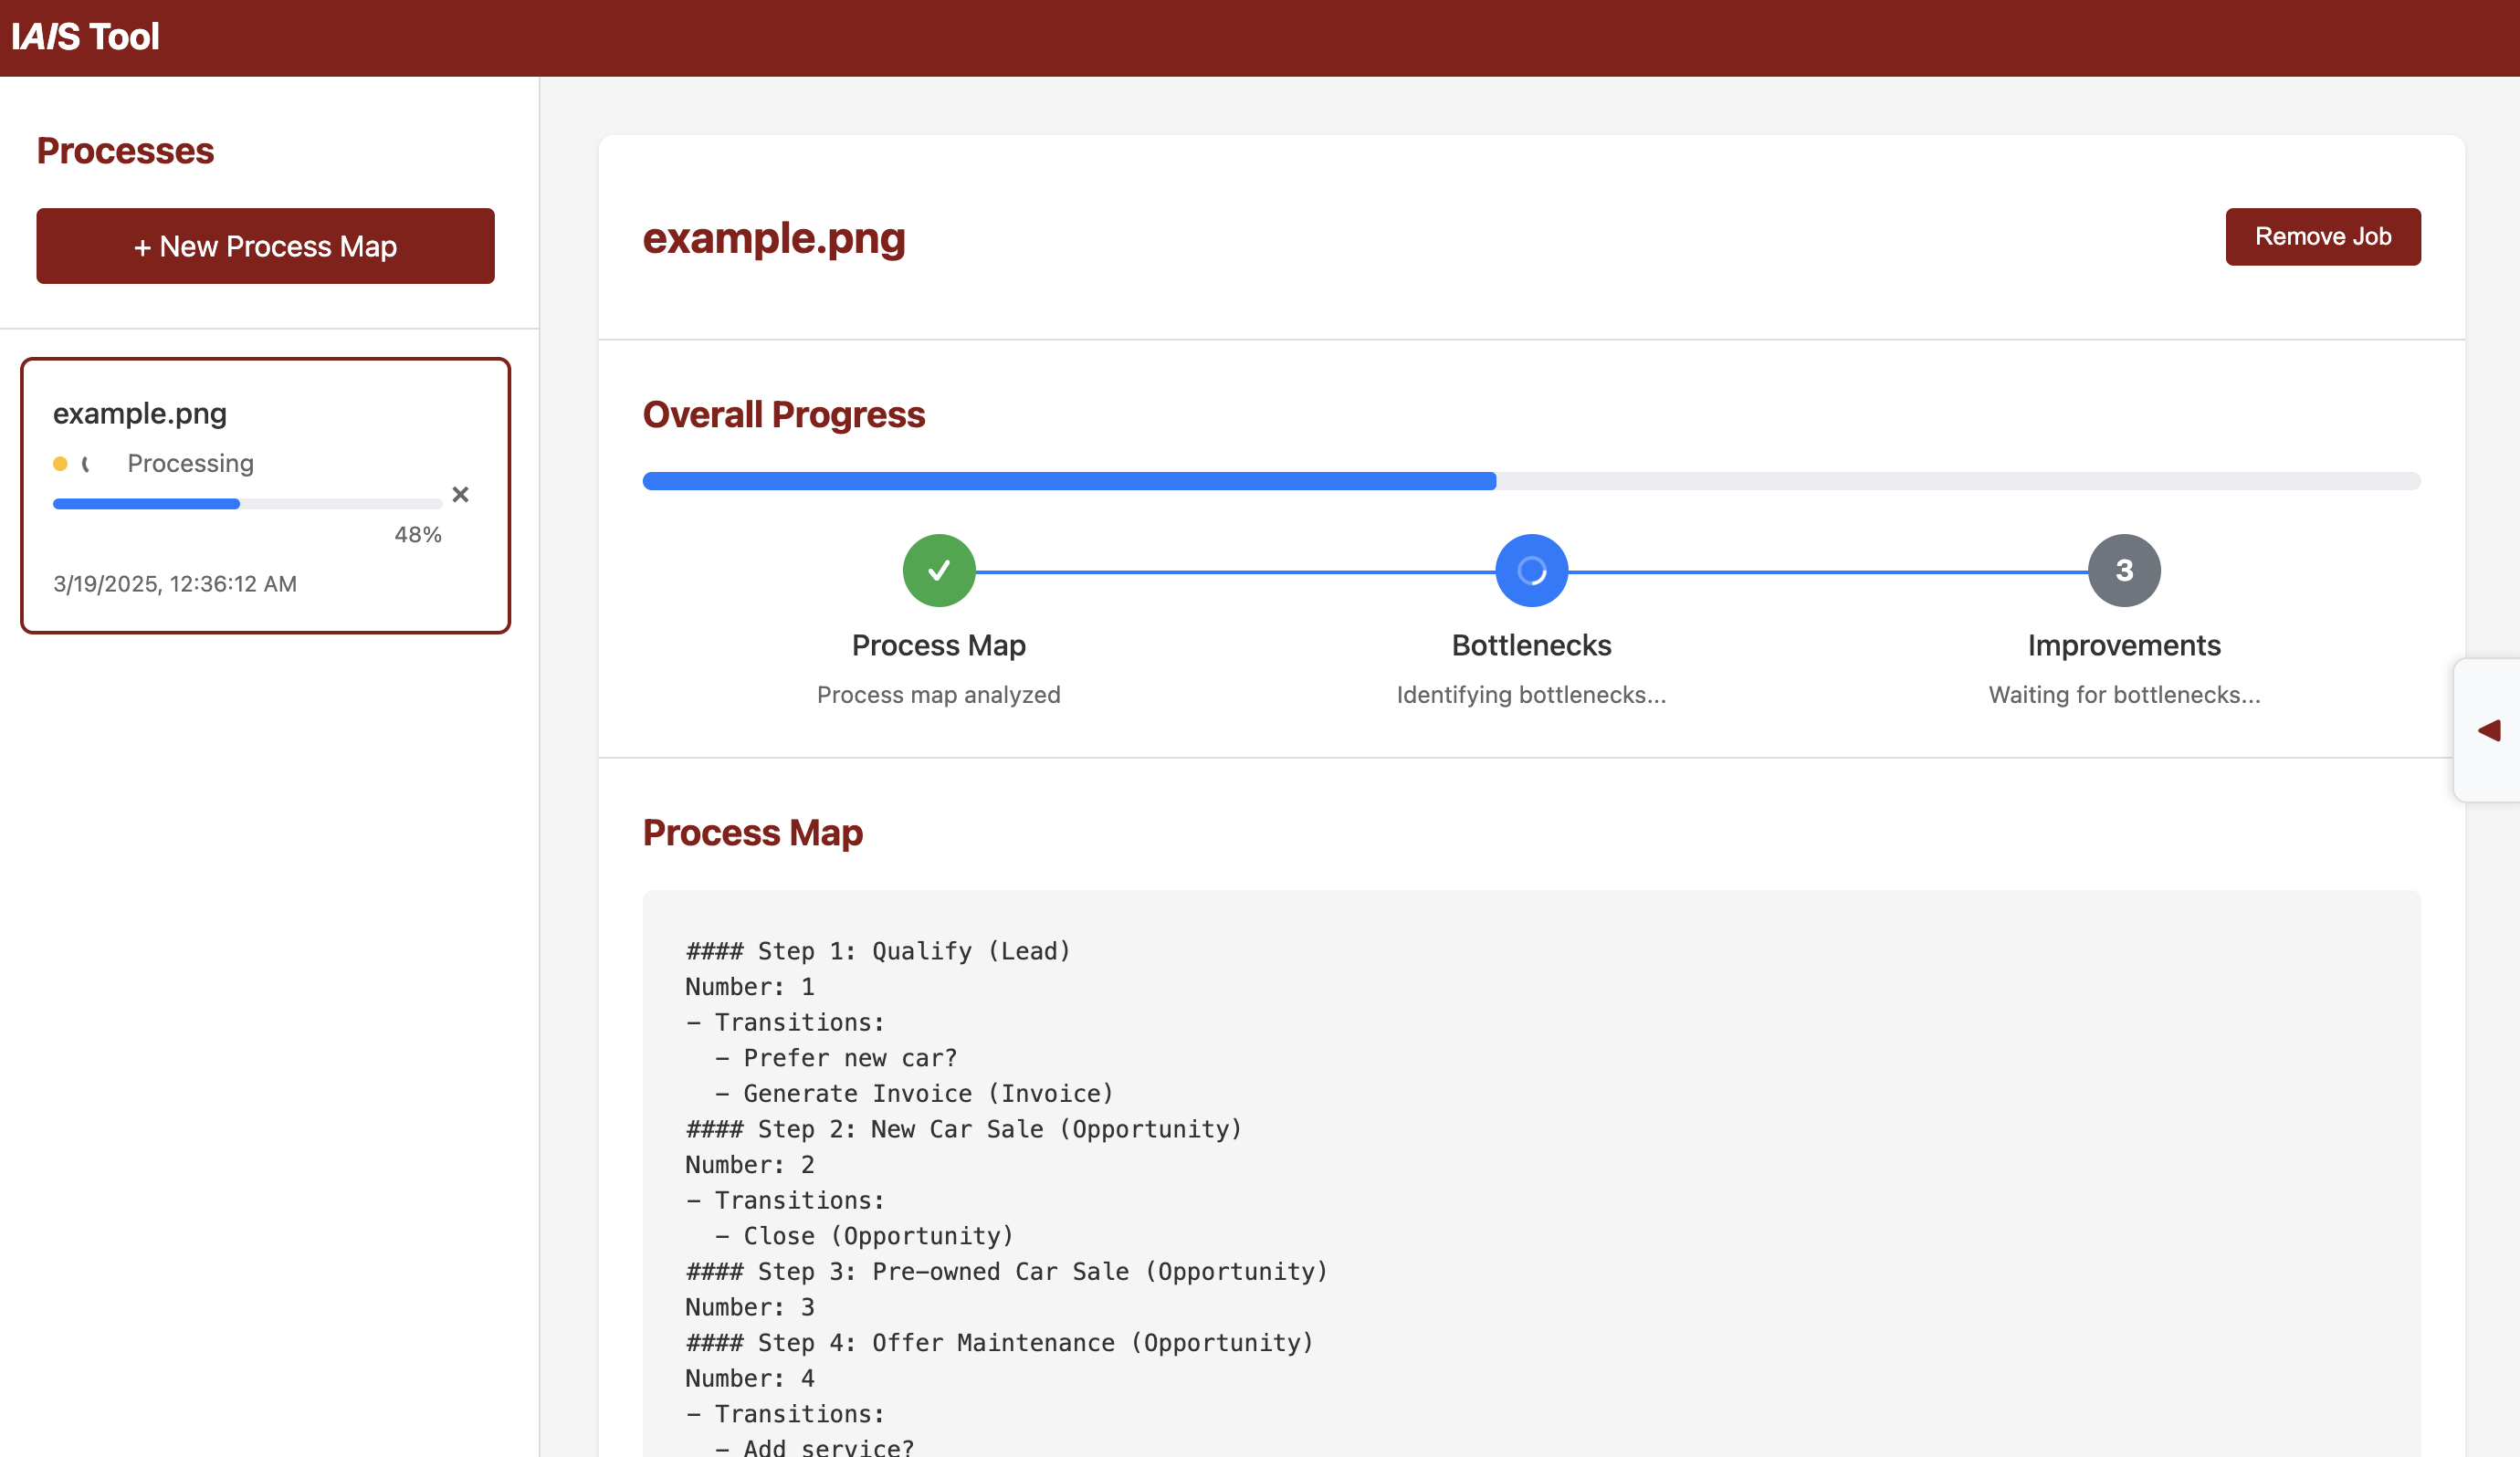 IAIS Tool
Processes
+ New Process Map
example.png
Processing
×
48%
3/19/2025, 12:36:12 AM
example.png
Remove Job
Overall Progress
3
Process Map
Bottlenecks
Improvements
Process map analyzed
Identifying bottlenecks...
Waiting for bottlenecks...
Process Map
#### Step 1: Qualify (Lead)
Number: 1
- Transitions:
  - Prefer new car?
  - Generate Invoice (Invoice)
#### Step 2: New Car Sale (Opportunity)
Number: 2
- Transitions:
  - Close (Opportunity)
#### Step 3: Pre-owned Car Sale (Opportunity)
Number: 3
#### Step 4: Offer Maintenance (Opportunity)
Number: 4
- Transitions:
  - Add service?